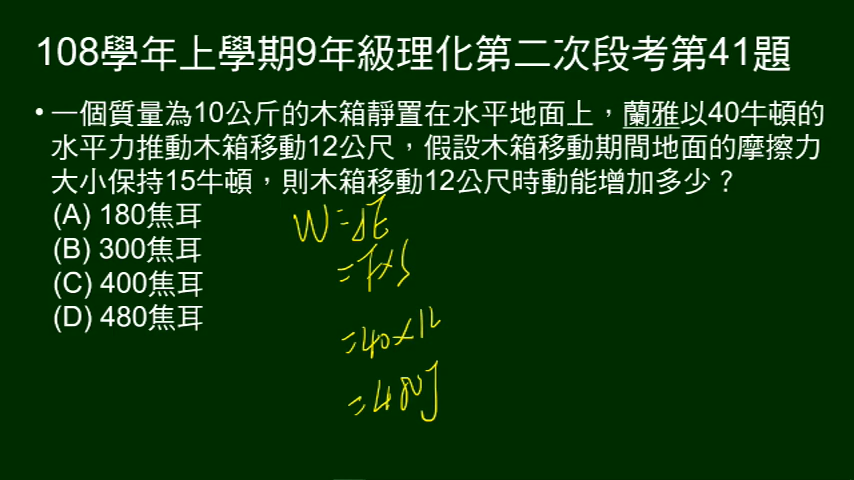 108學年上學期9年級理化第二次段考第41題
• 一個質量為10公斤的木箱靜置在水平地面上，蘭雅以40牛頓的
水平力推動木箱移動12公尺，假設木箱移動期間地面的摩擦力
大小保持15牛頓，則木箱移動12公尺時動能增加多少？
(A) 180焦耳
(B) 300焦耳
(C) 400焦耳
(D) 480焦耳
W=ΔE
=F×S
=40×12
=480J